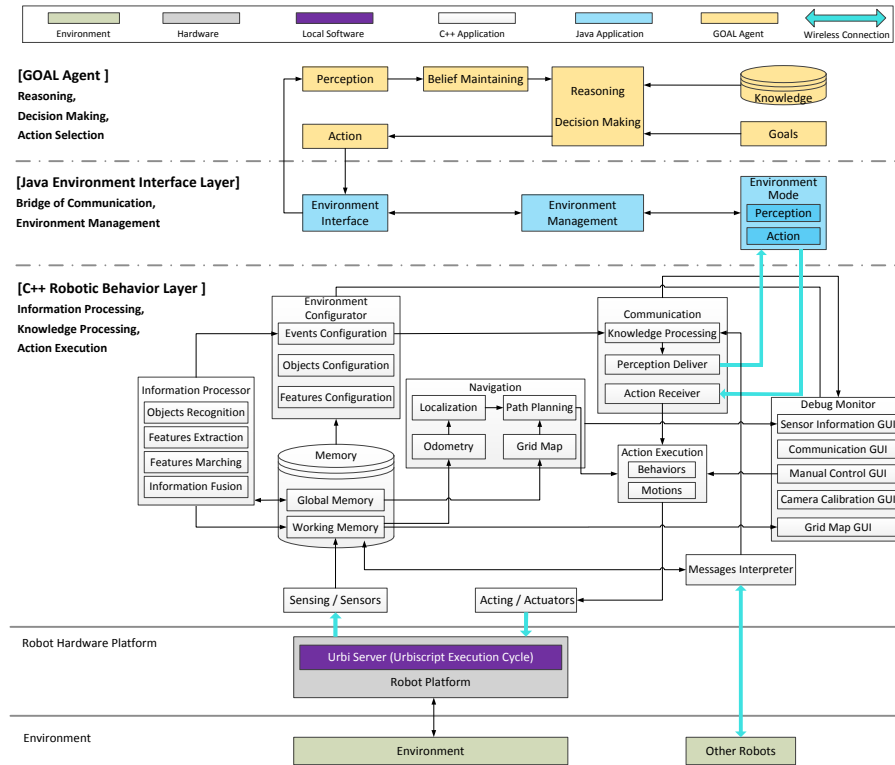 Environment
Hardware
Local Software
C++ Application
Java Application
GOAL Agent
Wireless Connection
[GOAL Agent ]
Reasoning,
Decision Making,
Action Selection
Perception
Belief Maintaining
Reasoning
Decision Making
Knowledge
Action
Goals
[Java Environment Interface Layer]
Bridge of Communication,
Environment Management
Environment
Interface
Environment
Management
Environment
Mode
Perception
Action
[C++ Robotic Behavior Layer ]
Information Processing,
Knowledge Processing,
Action Execution
Environment
Configurator
Events Configuration
Objects Configuration
Features Configuration
Communication
Knowledge Processing
Perception Deliver
Action Receiver
Information Processor
Objects Recognition
Features Extraction
Features Marching
Information Fusion
Navigation
Localization
Path Planning
Odometry
Grid Map
Memory
Global Memory
Working Memory
Action Execution
Behaviors
Motions
Debug Monitor
Sensor Information GUI
Communication GUI
Manual Control GUI
Camera Calibration GUI
Grid Map GUI
Messages Interpreter
Sensing / Sensors
Acting / Actuators
Robot Hardware Platform
Urbi Server (Urbiscript Execution Cycle)
Robot Platform
Environment
Environment
Other Robots